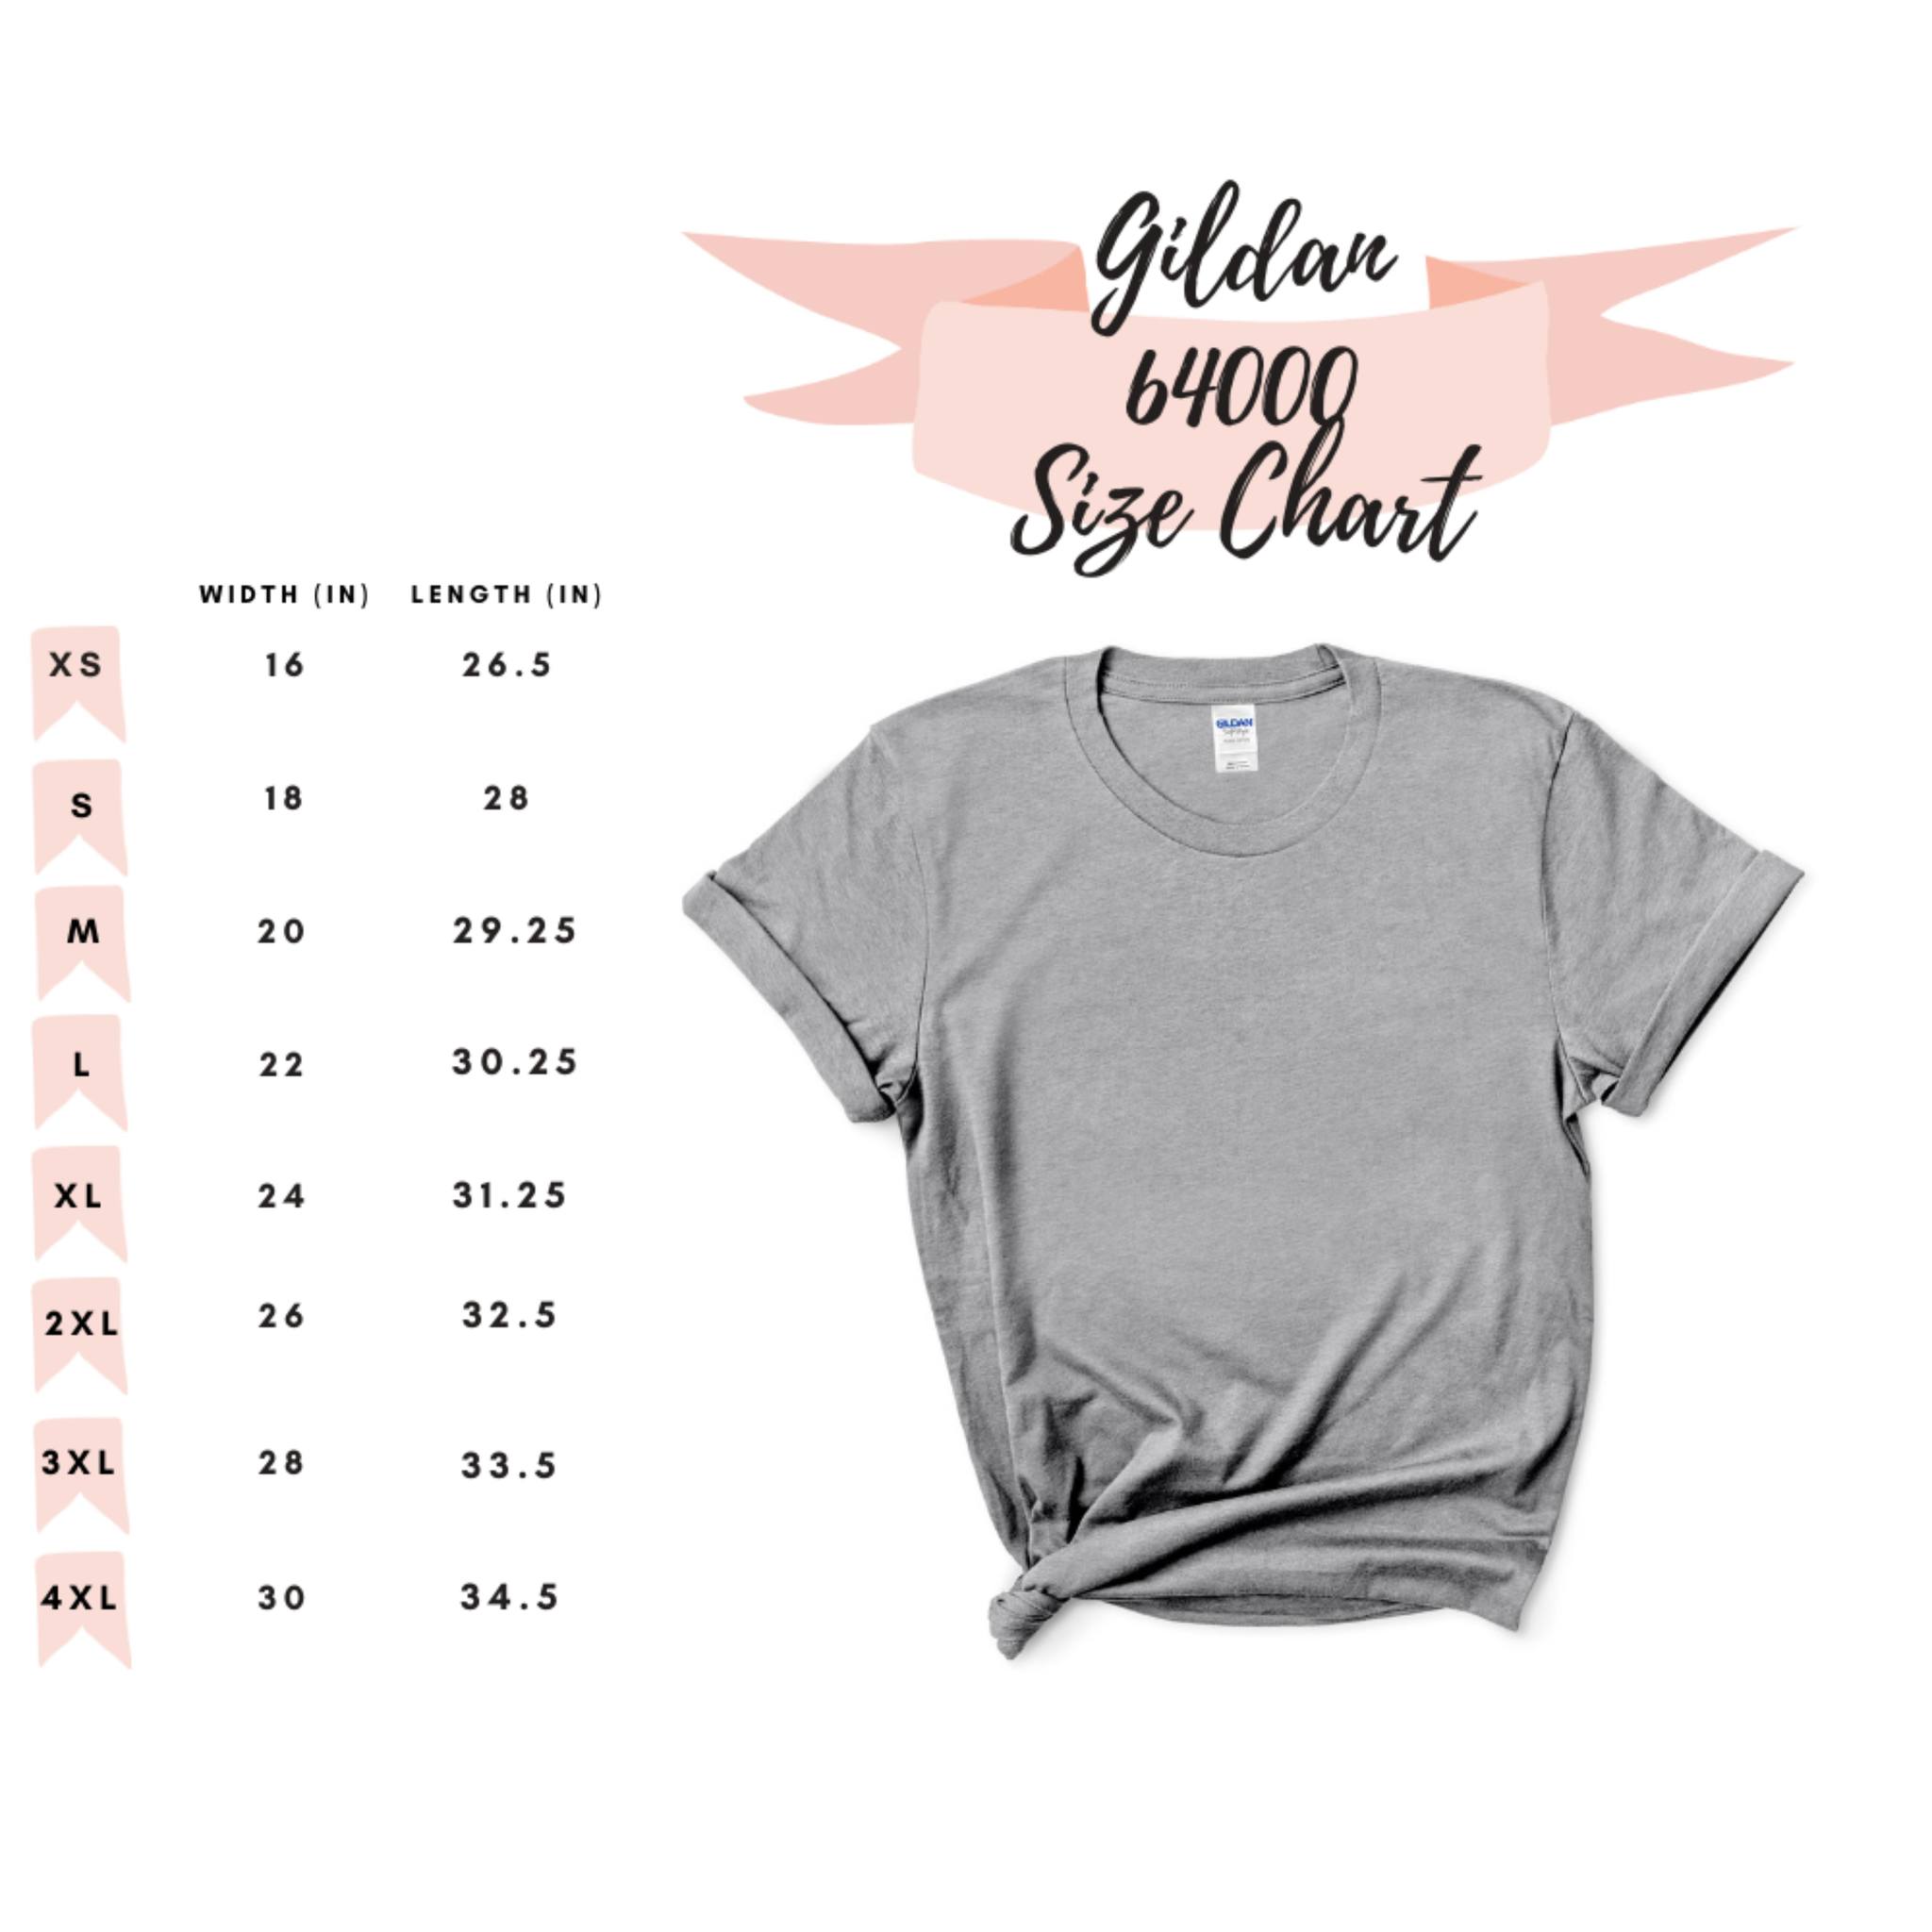 Gildan
64000
Size Chart
WIDTH (IN) LENGTH (IN)
XS 16 26.5
S 18 28
M 20 29.25
L 22 30.25
XL 24 31.25
2XL 26 32.5
3XL 28 33.5
4XL 30 34.5
GILDAN